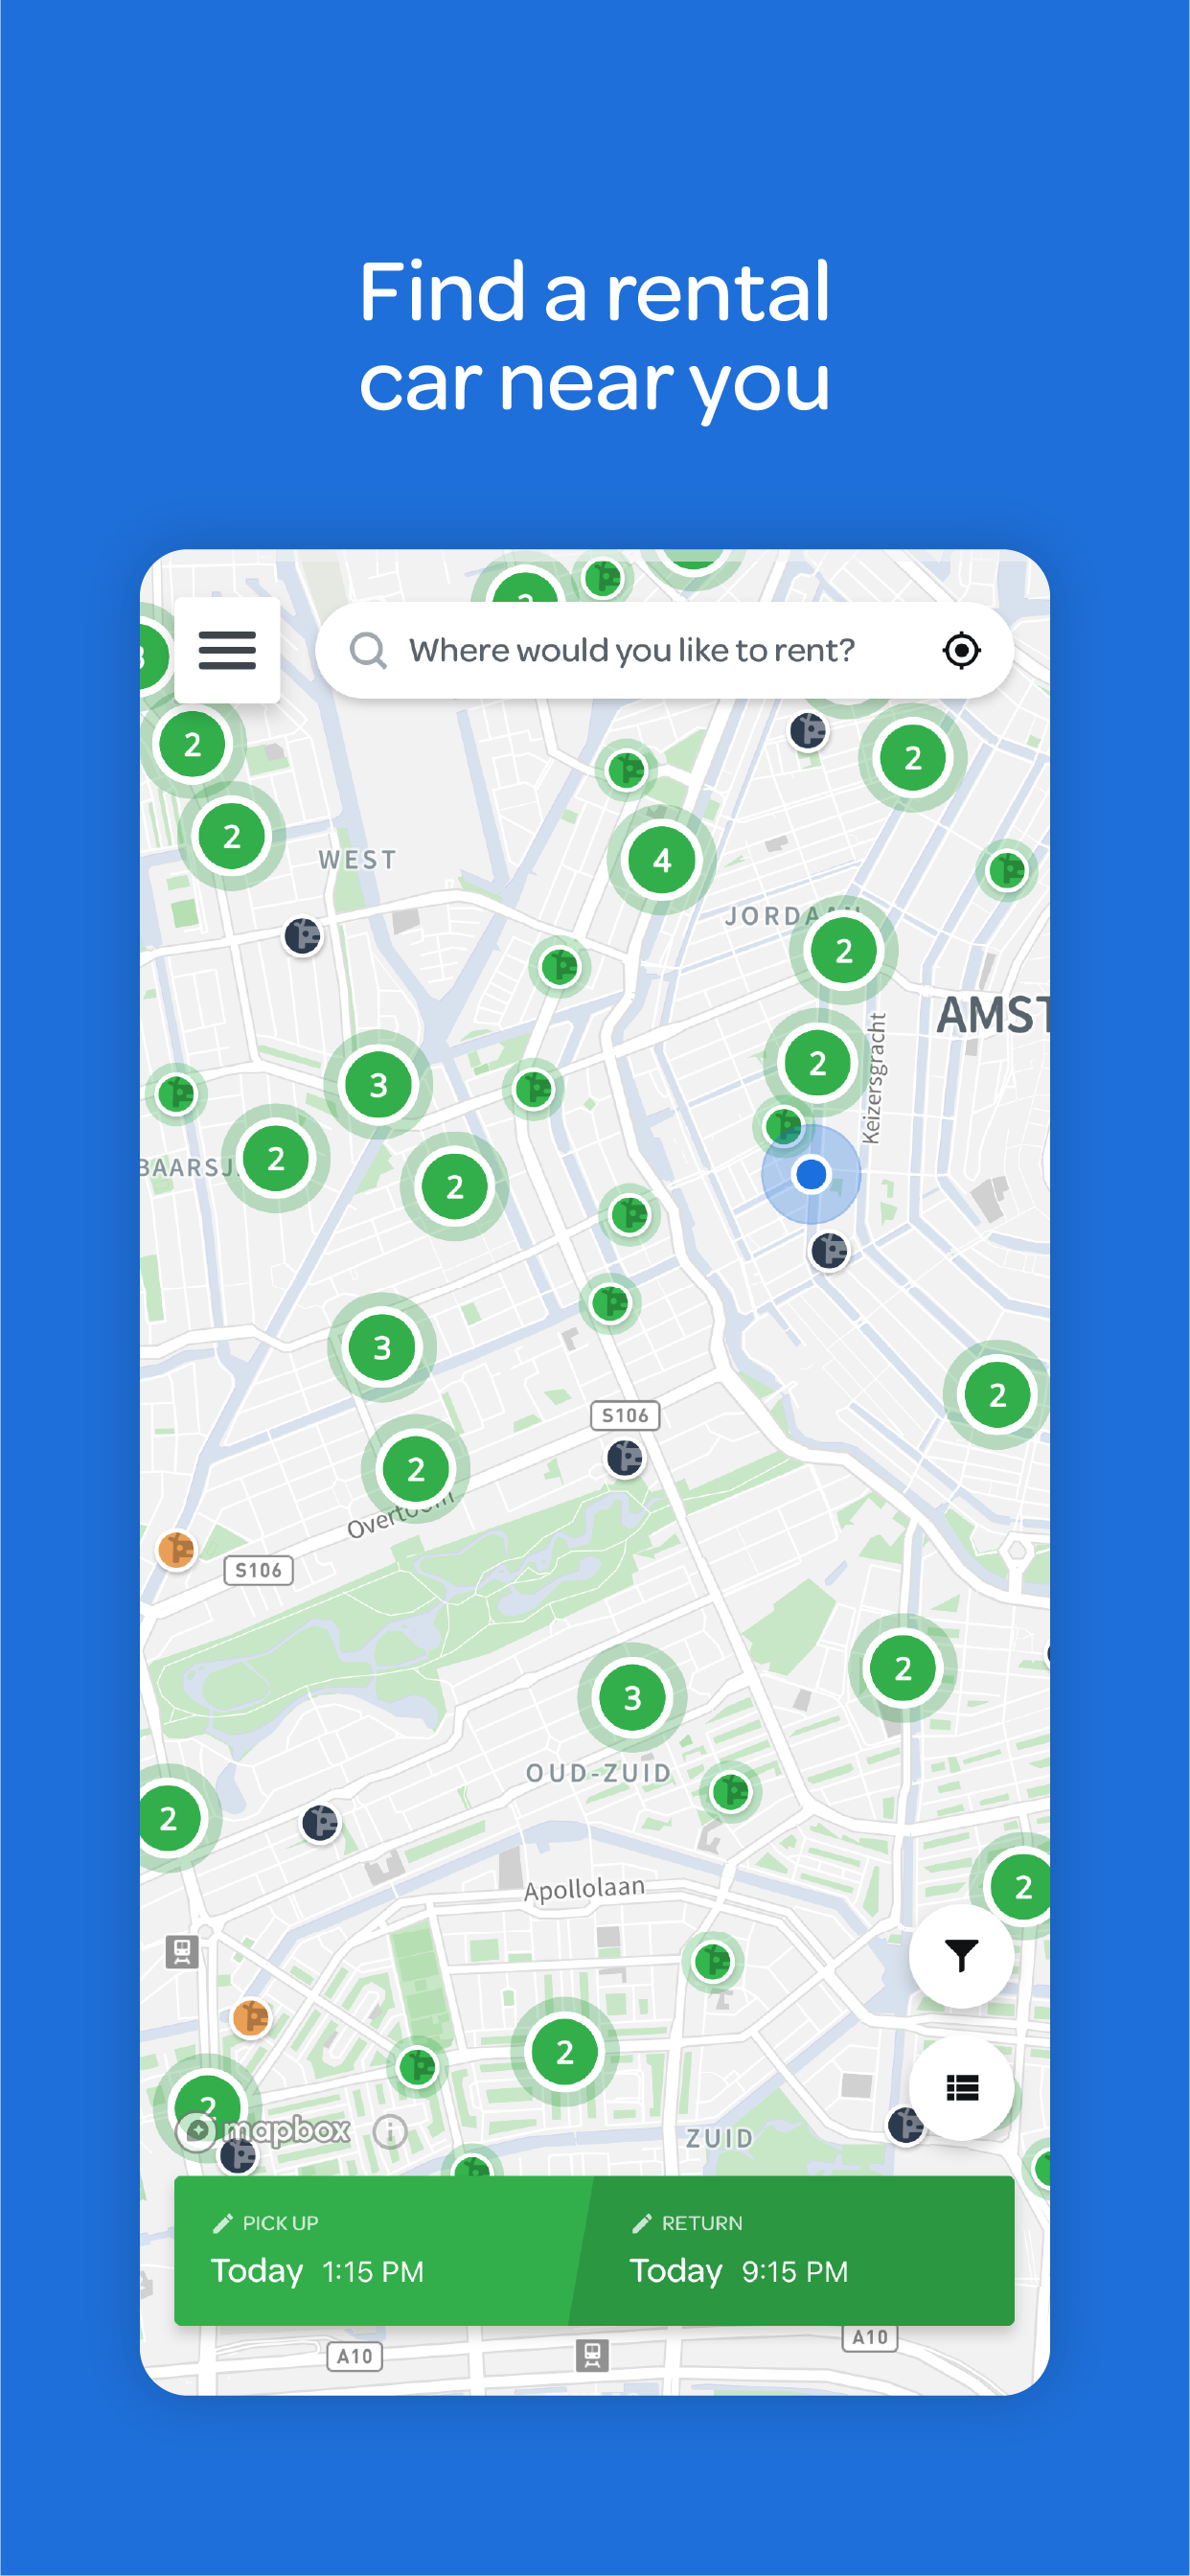 Find a rental
car near you
Where would you like to rent?
2
2
2
WEST
4
JORDAAN
2
AMST
2
Keizersgracht
3
2
BAARSJ
2
3
2
S106
2
Overtoom
S106
2
3
OUD-ZUID
2
2
Apollolaan
2
2
mapbox
ZUID
PICK UP
RETURN
Today 1:15 PM
Today 9:15 PM
A10
A10